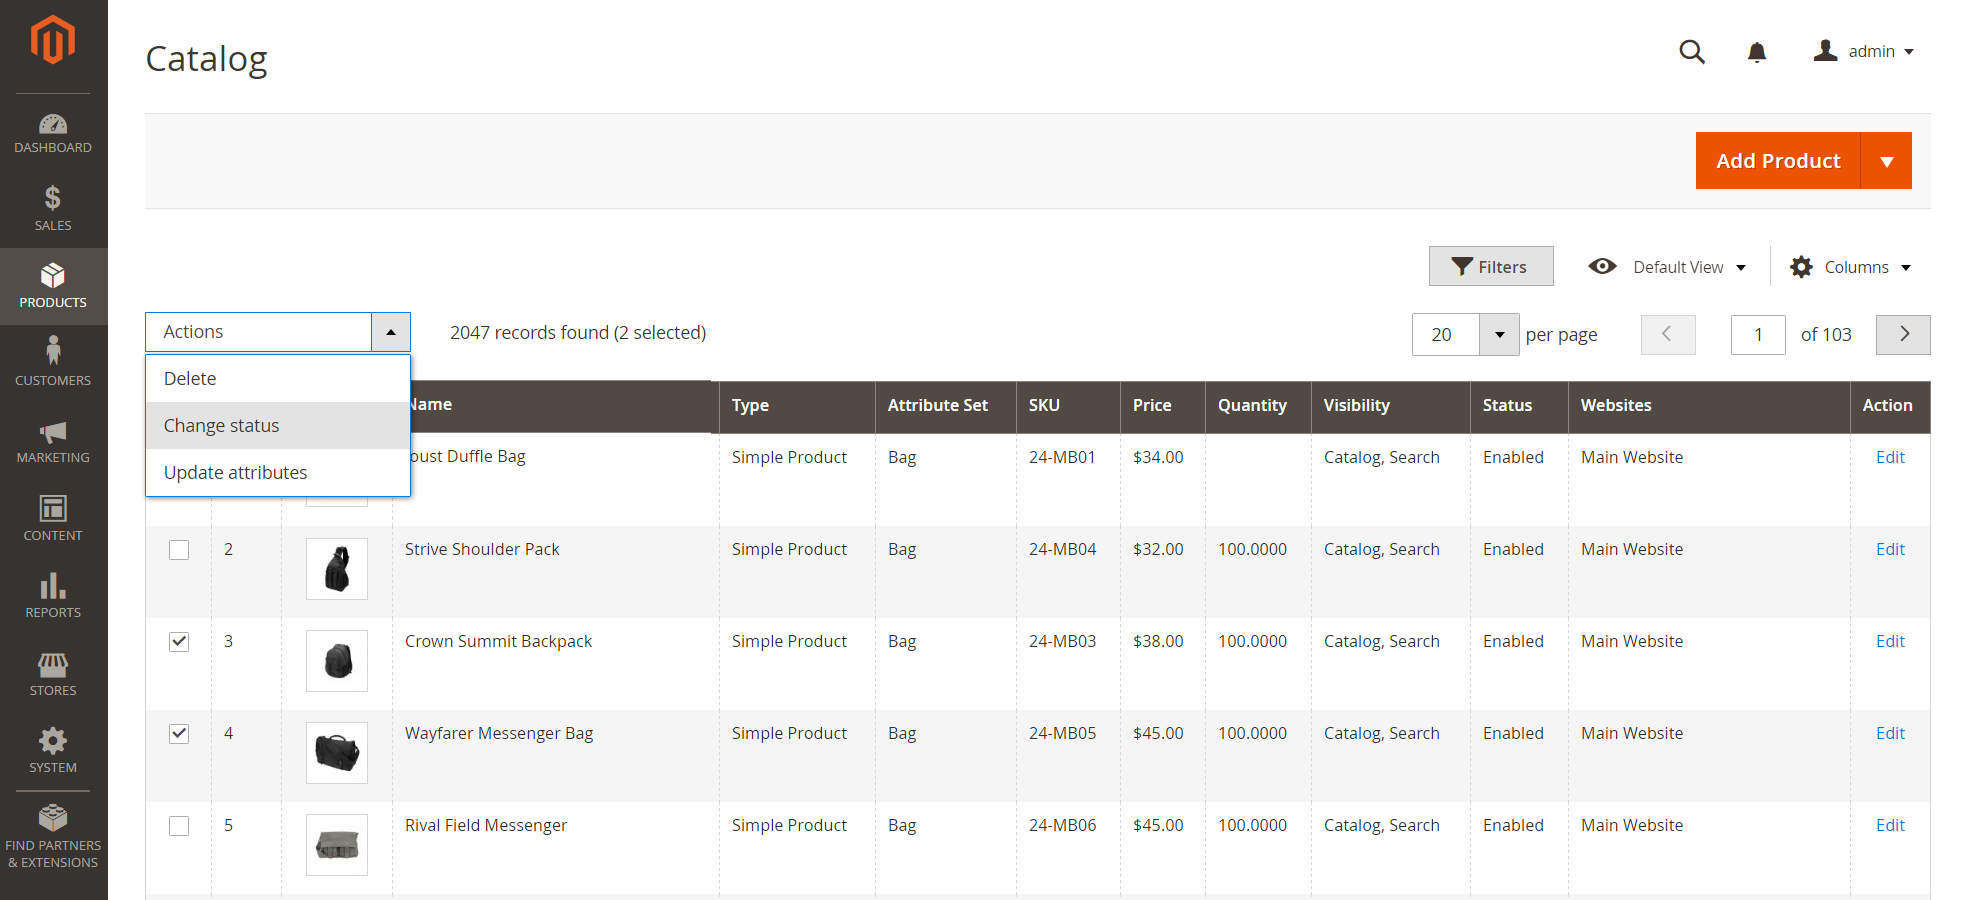 Catalog
admin
DASHBOARD
SALES
PRODUCTS
CUSTOMERS
MARKETING
CONTENT
REPORTS
STORES
SYSTEM
FIND PARTNERS
& EXTENSIONS
Add Product
Filters
Default View
Columns
Actions
2047 records found (2 selected)
20 per page
1 of 103
Delete
Change status
Update attributes
Name Type Attribute Set SKU Price Quantity Visibility Status Websites Action
oust Duffle Bag Simple Product Bag 24-MB01 $34.00 Catalog, Search Enabled Main Website Edit
2 Strive Shoulder Pack Simple Product Bag 24-MB04 $32.00 100.0000 Catalog, Search Enabled Main Website Edit
3 Crown Summit Backpack Simple Product Bag 24-MB03 $38.00 100.0000 Catalog, Search Enabled Main Website Edit
4 Wayfarer Messenger Bag Simple Product Bag 24-MB05 $45.00 100.0000 Catalog, Search Enabled Main Website Edit
5 Rival Field Messenger Simple Product Bag 24-MB06 $45.00 100.0000 Catalog, Search Enabled Main Website Edit